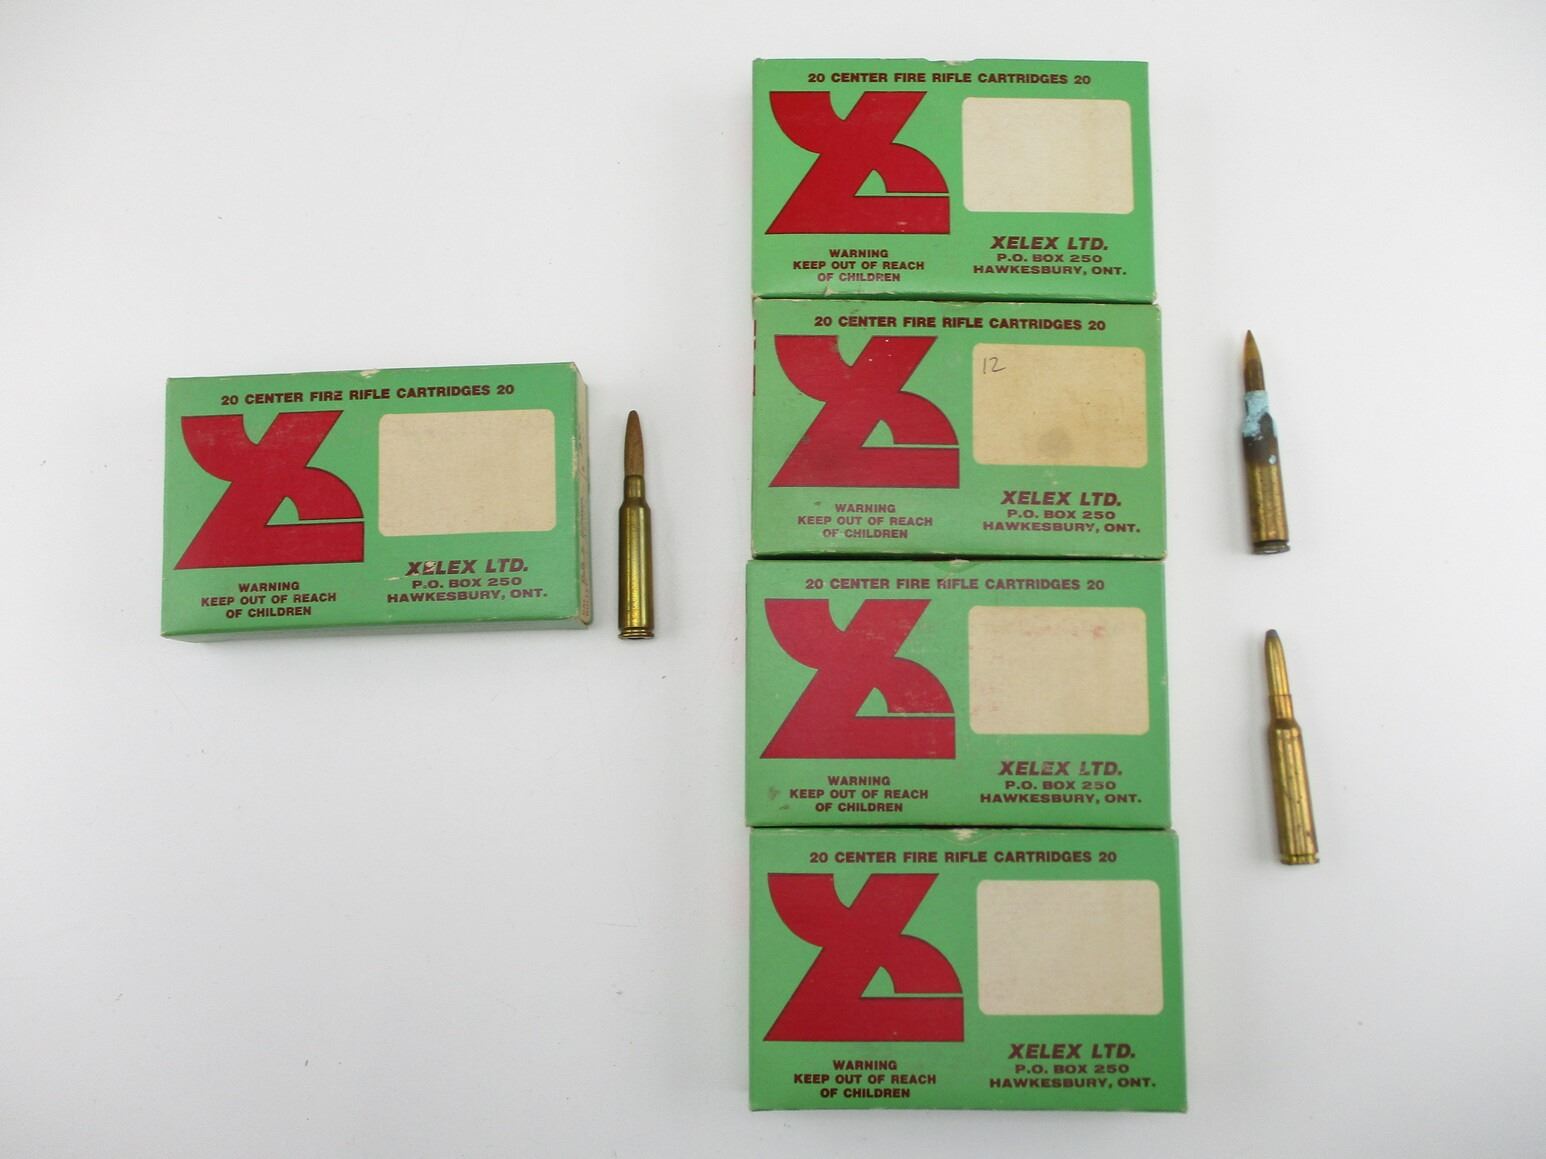 20 CENTER FIRE RIFLE CARTRIDGES 20
WARNING
KEEP OUT OF REACH
OF CHILDREN
XELEX LTD.
P.O. BOX 250
HAWKESBURY, ONT.
20 CENTER FIRE RIFLE CARTRIDGES 20
WARNING
KEEP OUT OF REACH
OF CHILDREN
XELEX LTD.
P.O. BOX 250
HAWKESBURY, ONT.
20 CENTER FIRE RIFLE CARTRIDGES 20
12
WARNING
KEEP OUT OF REACH
OF CHILDREN
XELEX LTD.
P.O. BOX 250
HAWKESBURY, ONT.
20 CENTER FIRE RIFLE CARTRIDGES 20
WARNING
KEEP OUT OF REACH
OF CHILDREN
XELEX LTD.
P.O. BOX 250
HAWKESBURY, ONT.
20 CENTER FIRE RIFLE CARTRIDGES 20
WARNING
KEEP OUT OF REACH
OF CHILDREN
XELEX LTD.
P.O. BOX 250
HAWKESBURY, ONT.